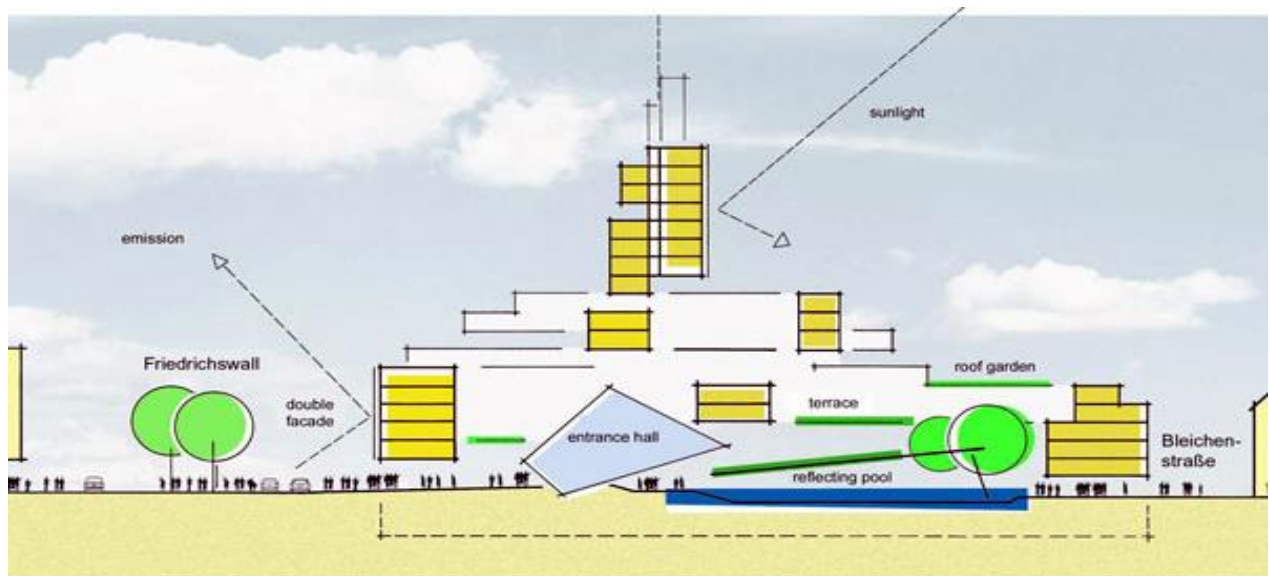 sunlight
emission
Friedrichswall
double
facade
roof garden
terrace
entrance hall
reflecting pool
Bleichen-
straße